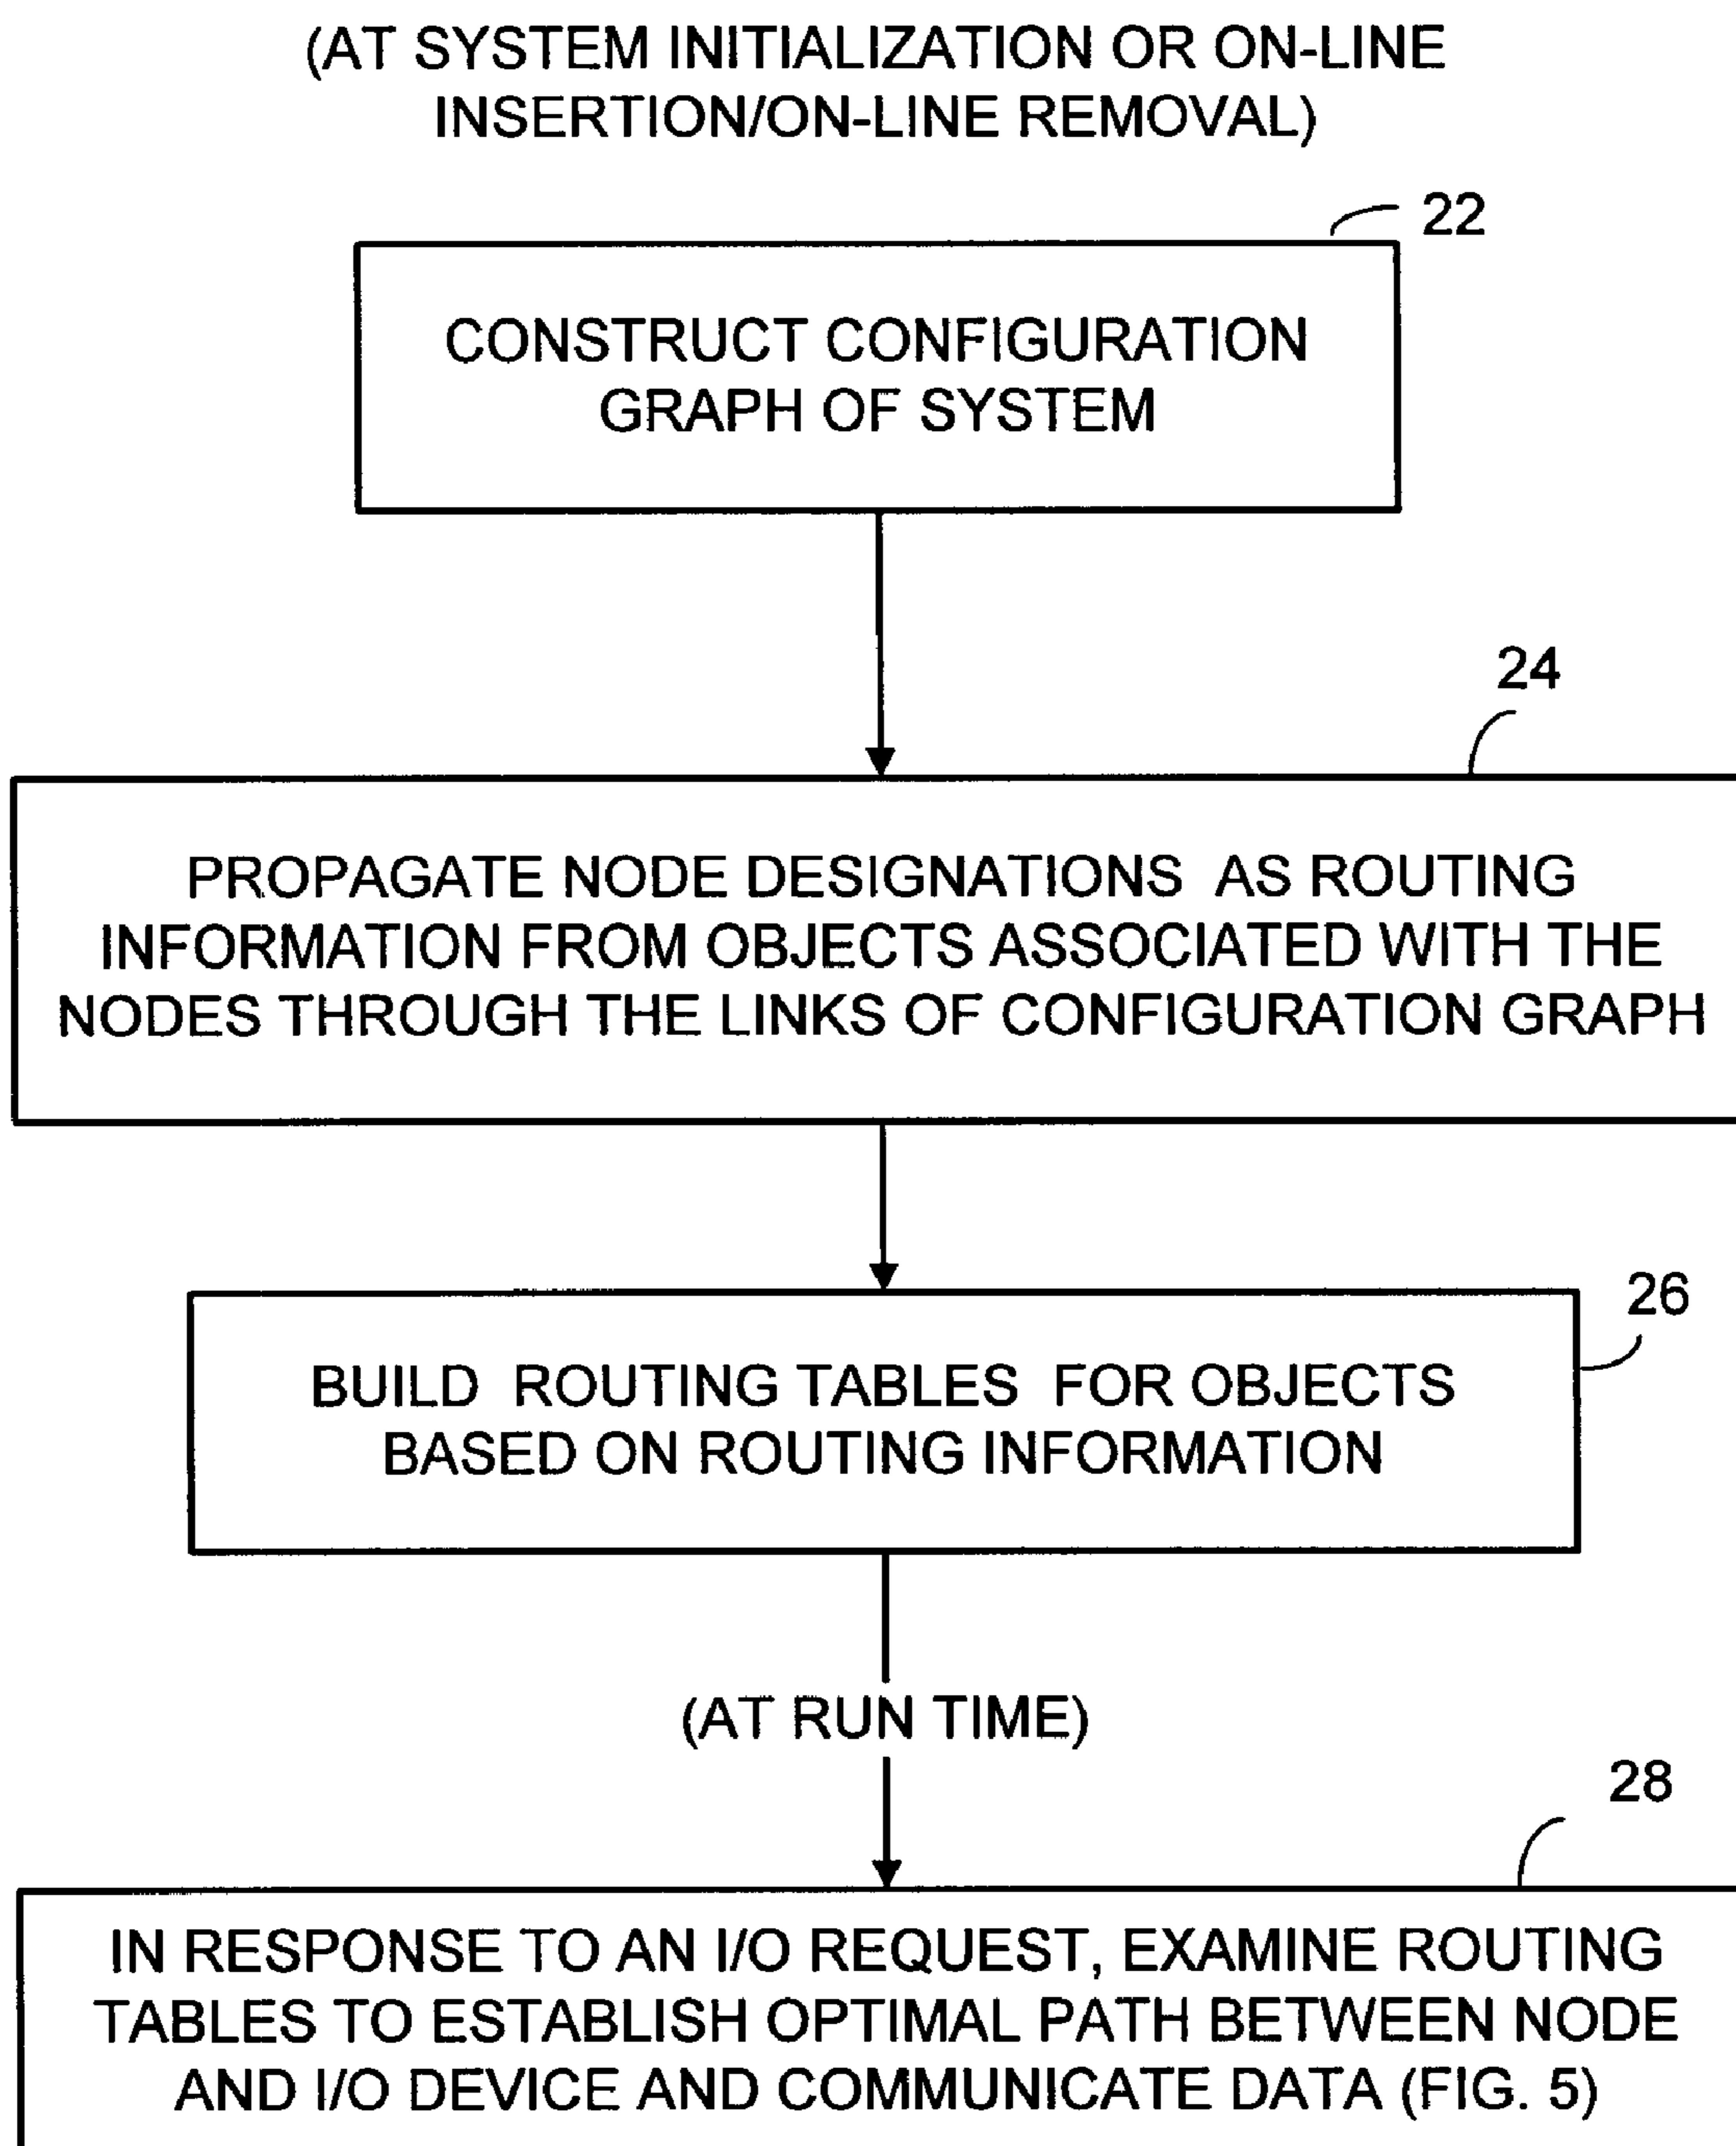 (AT SYSTEM INITIALIZATION OR ON-LINE
INSERTION/ON-LINE REMOVAL)
22
CONSTRUCT CONFIGURATION
GRAPH OF SYSTEM
24
PROPAGATE NODE DESIGNATIONS AS ROUTING
INFORMATION FROM OBJECTS ASSOCIATED WITH THE
NODES THROUGH THE LINKS OF CONFIGURATION GRAPH
26
BUILD ROUTING TABLES FOR OBJECTS
BASED ON ROUTING INFORMATION
(AT RUN TIME)
28
IN RESPONSE TO AN I/O REQUEST, EXAMINE ROUTING
TABLES TO ESTABLISH OPTIMAL PATH BETWEEN NODE
AND I/O DEVICE AND COMMUNICATE DATA (FIG. 5)